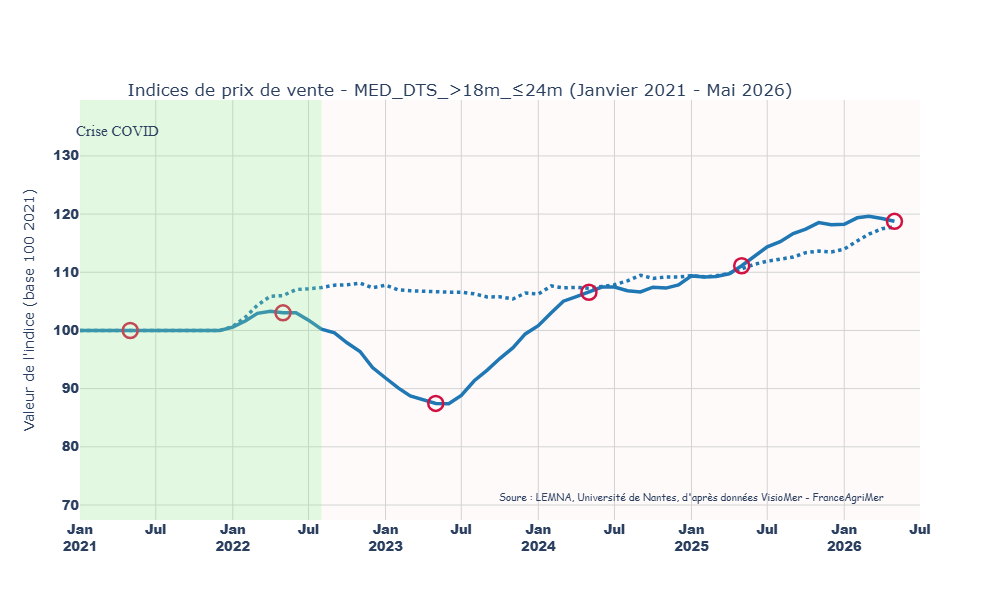 Indices de prix de vente - MED_DTS_>18m_≤24m (Janvier 2021 - Mai 2026)
Crise COVID
Valeur de l'indice (base 100 2021)
130
120
110
100
90
80
70
Soure : LEMNA, Université de Nantes, d'après données VisioMer - FranceAgriMer
Jan Jul Jan Jul Jan Jul Jan Jul Jan Jul Jan Jul
2021 2022 2023 2024 2025 2026